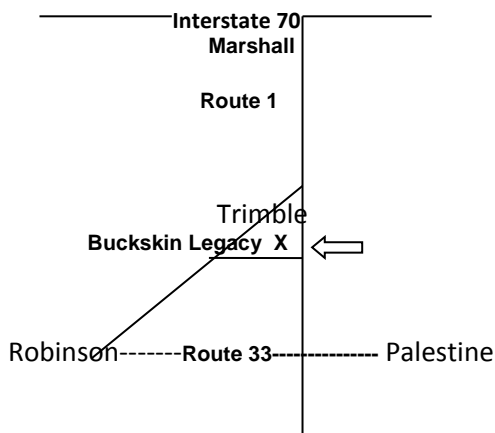 Interstate 70
Marshall
Route 1
Trimble
Buckskin Legacy X
Robinson-------Route 33------------- Palestine